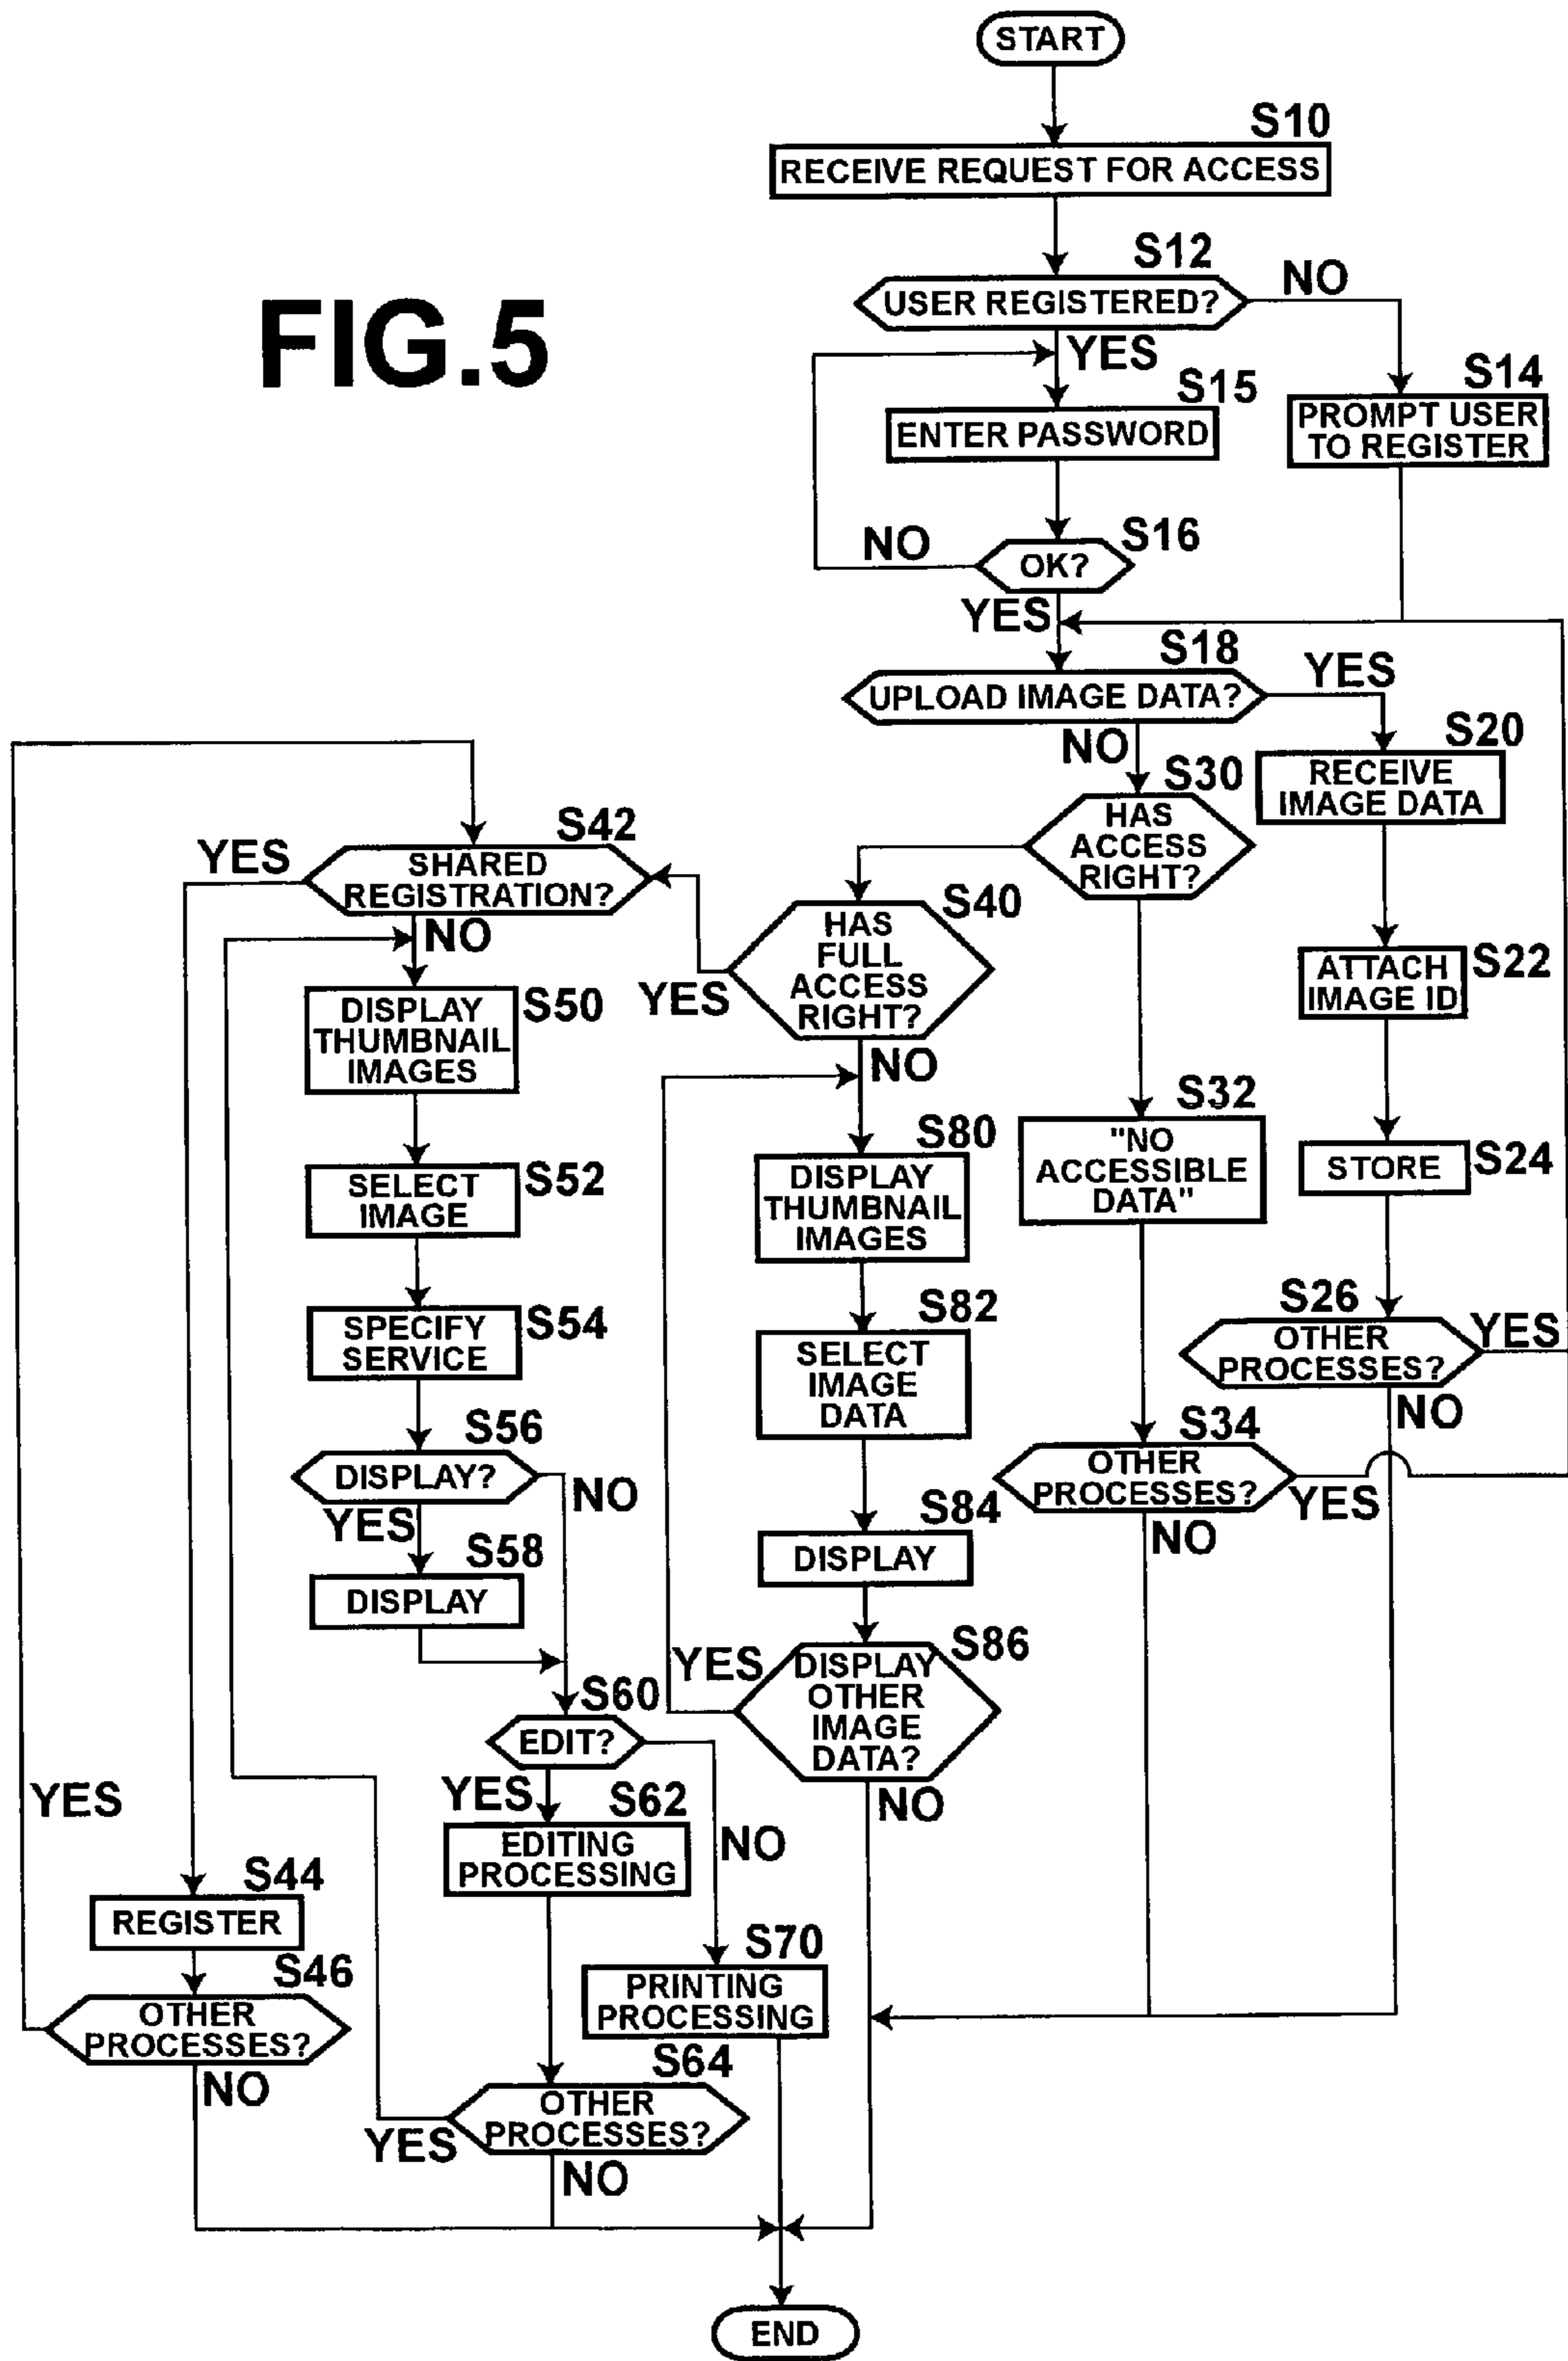 START
S10
RECEIVE REQUEST FOR ACCESS
S12
USER REGISTERED?
NO
YES
FIG.5
S14
PROMPT USER
TO REGISTER
S15
ENTER PASSWORD
S16
OK?
NO
YES
S18
UPLOAD IMAGE DATA?
YES
NO
S20
RECEIVE
IMAGE DATA
S22
ATTACH
IMAGE ID
S24
STORE
S26
OTHER
PROCESSES?
YES
NO
S30
HAS
ACCESS
RIGHT?
S32
"NO
ACCESSIBLE
DATA"
S34
OTHER
PROCESSES?
YES
NO
S40
HAS
FULL
ACCESS
RIGHT?
YES
NO
S80
DISPLAY
THUMBNAIL
IMAGES
S82
SELECT
IMAGE
DATA
S84
DISPLAY
S86
DISPLAY
OTHER
IMAGE
DATA?
YES
NO
S42
SHARED
REGISTRATION?
YES
NO
S50
DISPLAY
THUMBNAIL
IMAGES
S52
SELECT
IMAGE
S54
SPECIFY
SERVICE
S56
DISPLAY?
YES
NO
S58
DISPLAY
S60
EDIT?
YES
NO
S62
EDITING
PROCESSING
S70
PRINTING
PROCESSING
S64
OTHER
PROCESSES?
YES
NO
S44
REGISTER
S46
OTHER
PROCESSES?
YES
NO
END